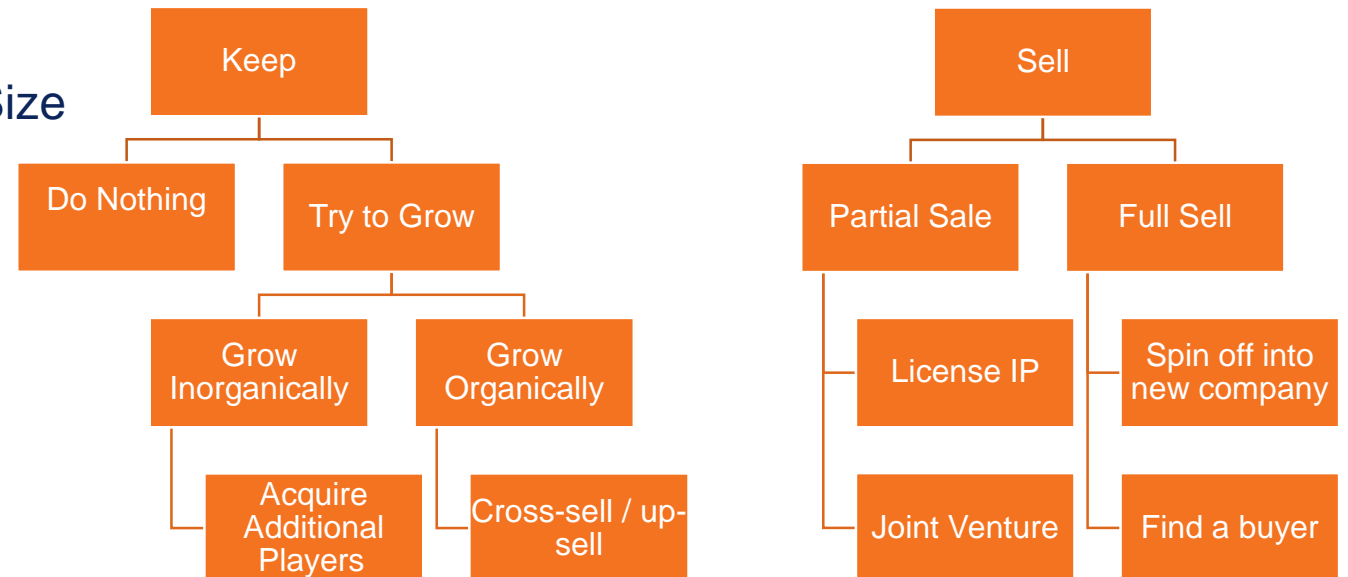 Size
Keep
Do Nothing
Try to Grow
Grow
Inorganically
Grow
Organically
Acquire
Additional
Players
Cross-sell / up-
sell
Sell
Partial Sale
Full Sell
License IP
Joint Venture
Spin off into
new company
Find a buyer